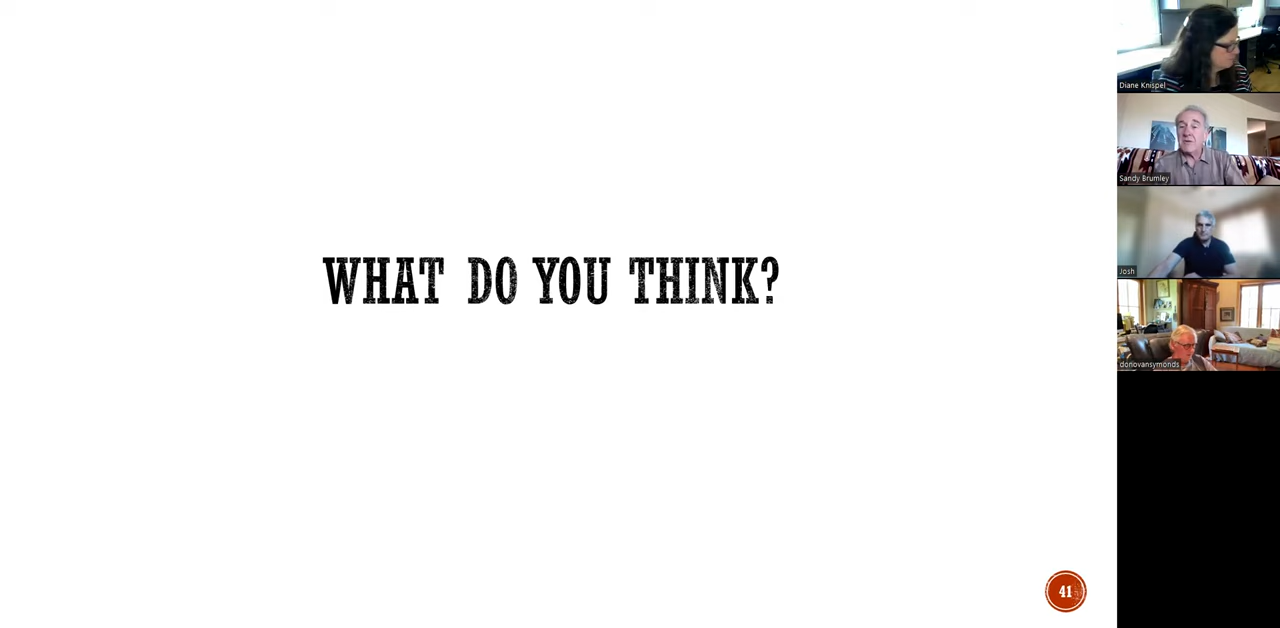 WHAT DO YOU THINK?
41
Diane Knispel
Sandy Brumley
Josh
donovansymonds